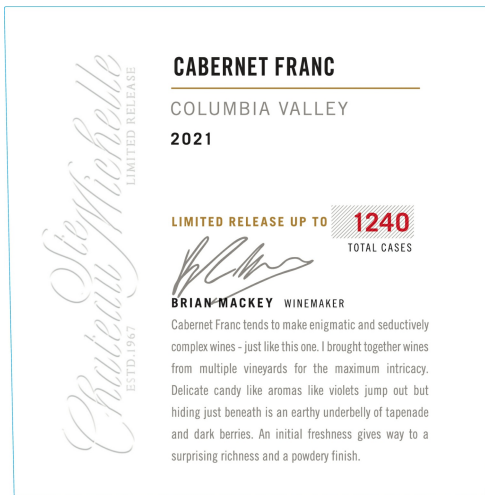 Chateau Ste Michelle
LIMITED RELEASE
ESTD.1967
CABERNET FRANC
COLUMBIA VALLEY
2021
LIMITED RELEASE UP TO 1240
TOTAL CASES
BRIAN MACKEY WINEMAKER
Cabernet Franc tends to make enigmatic and seductively
complex wines - just like this one. I brought together wines
from multiple vineyards for the maximum intricacy.
Delicate candy like aromas like violets jump out but
hiding just beneath is an earthy underbelly of tapenade
and dark berries. An initial freshness gives way to a
surprising richness and a powdery finish.